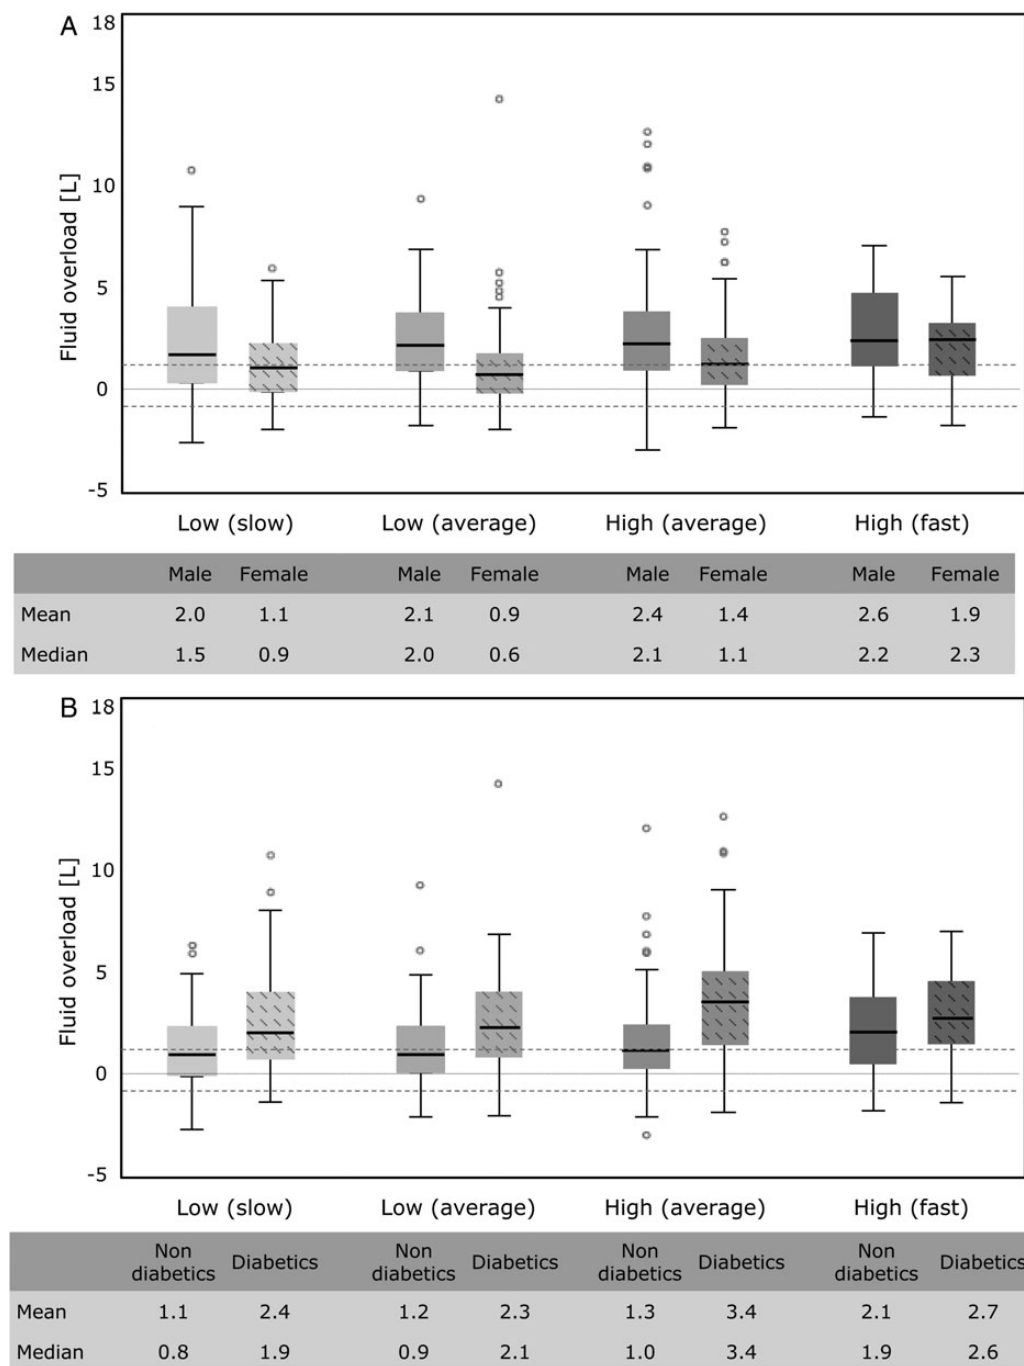 A
18
15
10
5
0
-5
Fluid overload [L]
Low (slow) Low (average) High (average) High (fast)
Male Female Male Female Male Female Male Female
Mean 2.0 1.1 2.1 0.9 2.4 1.4 2.6 1.9
Median 1.5 0.9 2.0 0.6 2.1 1.1 2.2 2.3
B
18
15
10
5
0
-5
Fluid overload [L]
Low (slow) Low (average) High (average) High (fast)
Non diabetics Diabetics Non diabetics Diabetics Non diabetics Diabetics Non diabetics Diabetics
Mean 1.1 2.4 1.2 2.3 1.3 3.4 2.1 2.7
Median 0.8 1.9 0.9 2.1 1.0 3.4 1.9 2.6